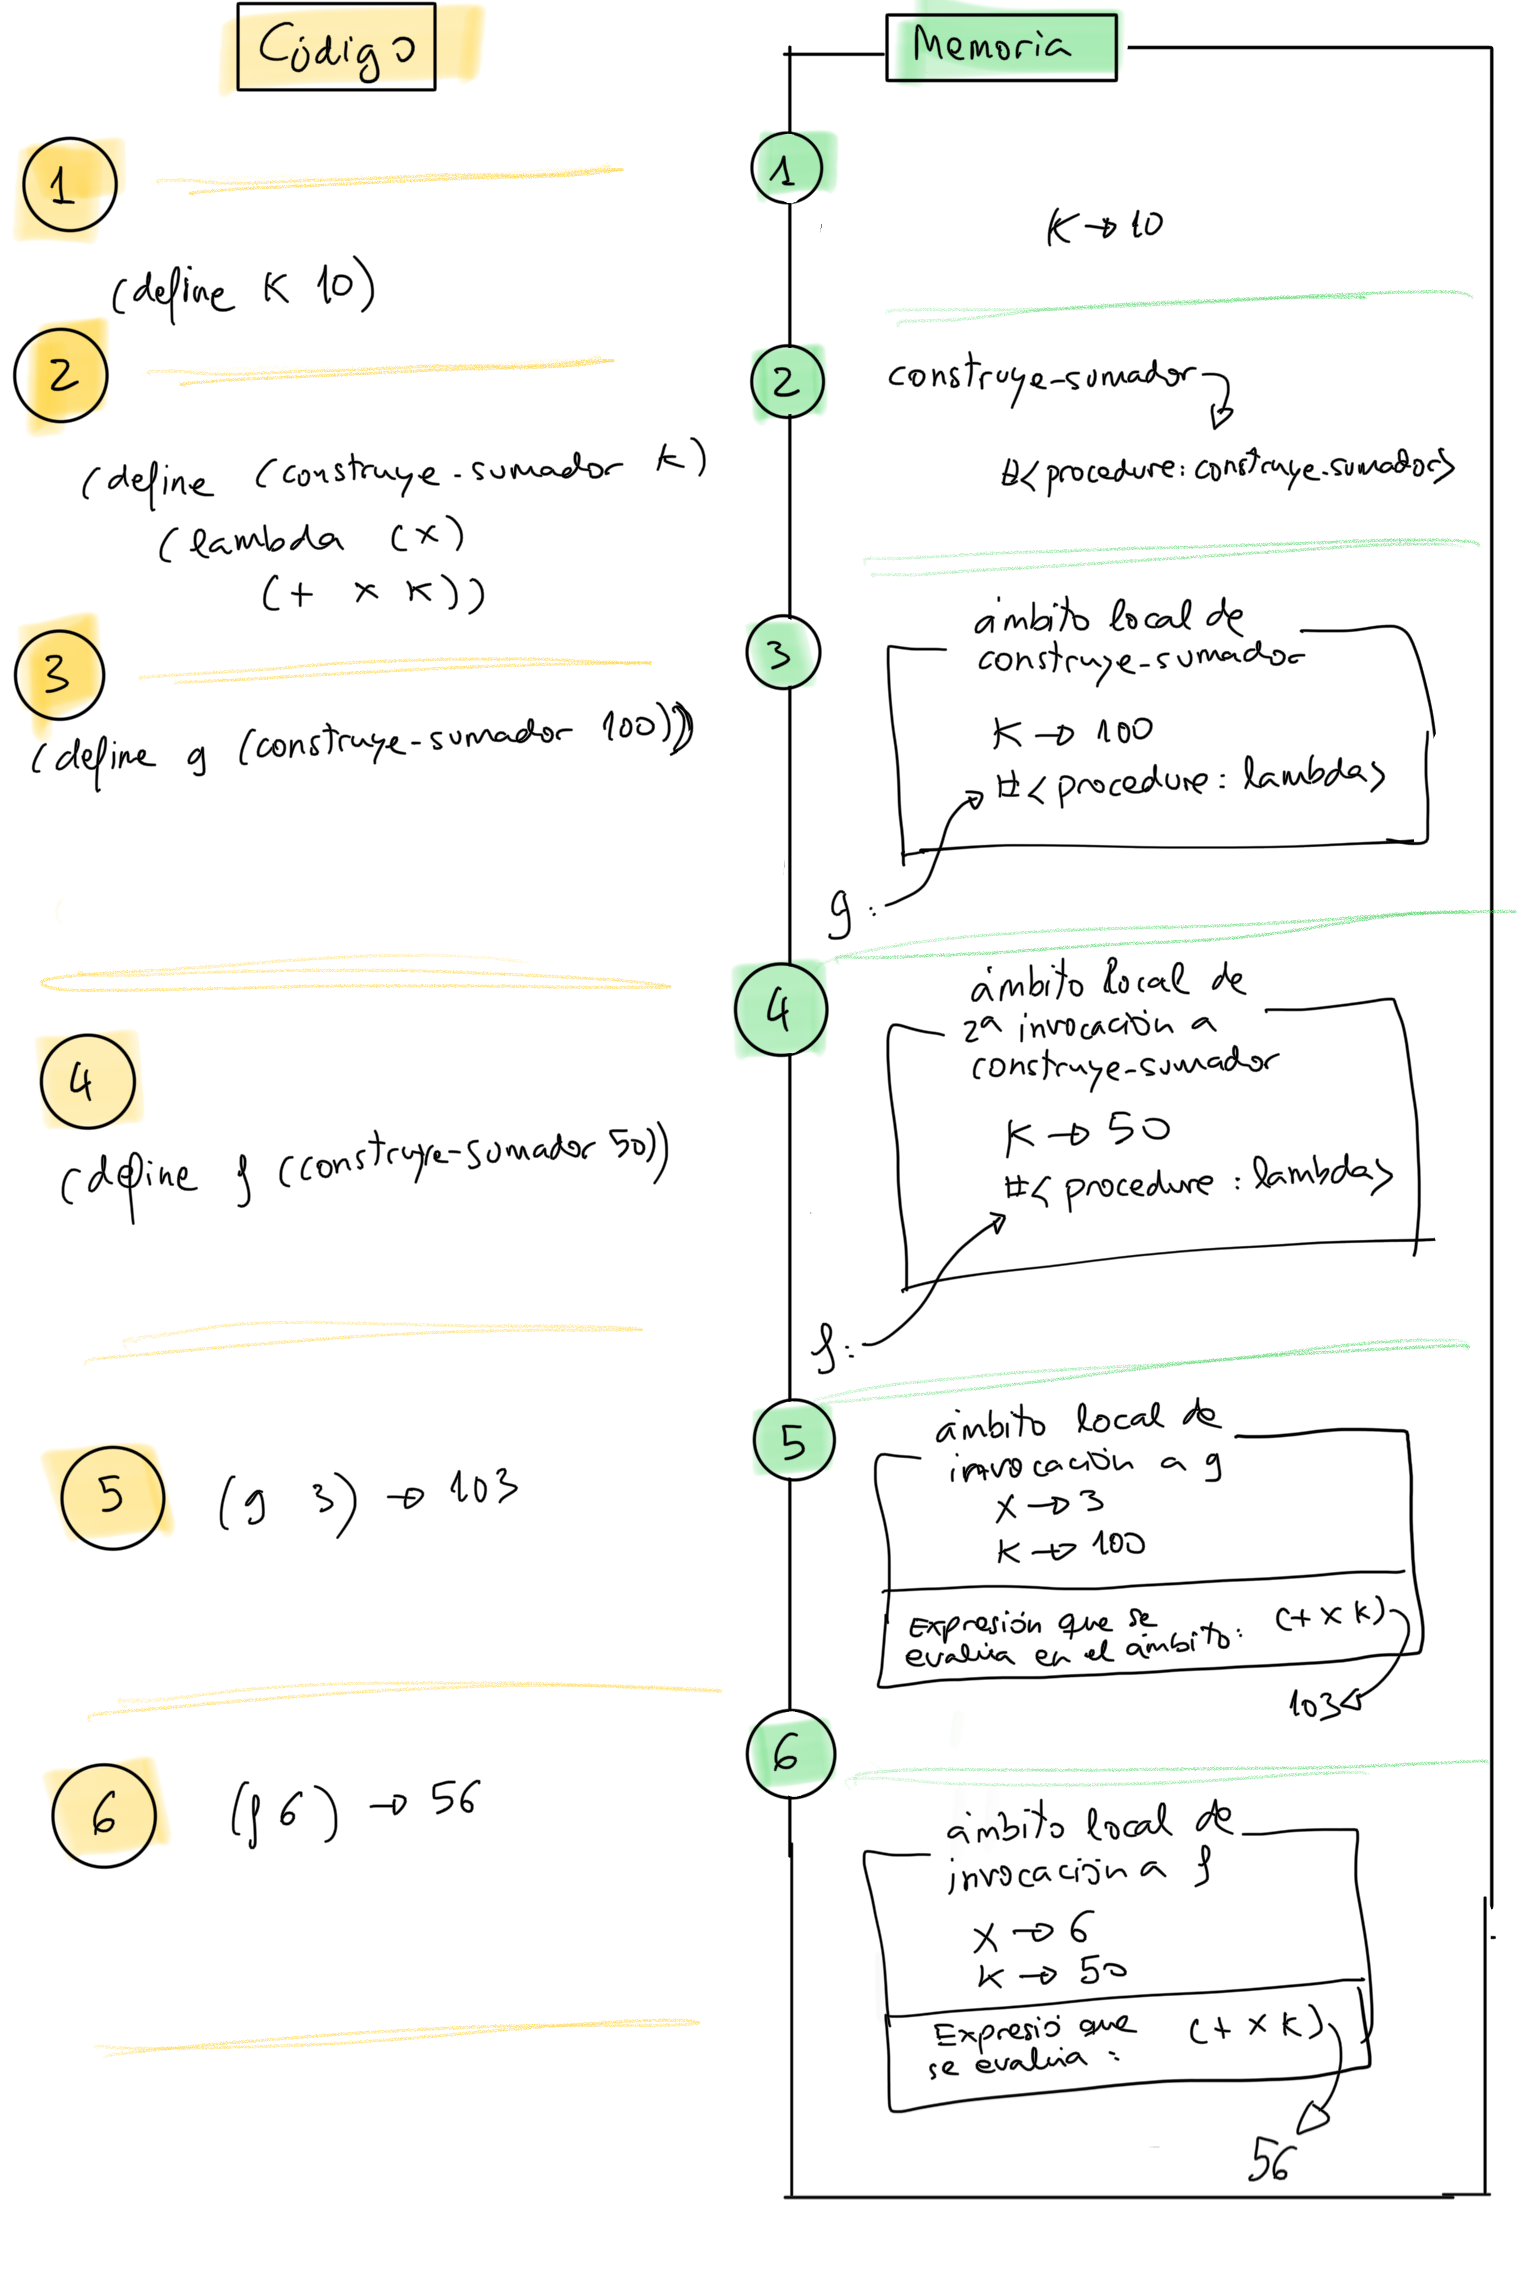 Código
1
(define K 10)
2
(define (construye-sumador k)
(lambda (x)
(+ x k))
3
(define g (construye-sumador 100))
4
(define f (construye-sumador 50))
5
(g 3) → 103
6
(f 6) → 56
Memoria
1
K → 10
2
construye-sumador
#<procedure: construye-sumador>
3
ámbito local de
construye-sumador
K → 100
#<procedure: lambda>
g:
4
ámbito local de
2ª invocación a
construye-sumador
K → 50
#<procedure: lambda>
f:
5
ámbito local de
invocación a g
X → 3
K → 100
Expresión que se
evalúa en el ámbito: (+ x k)
103
6
ámbito local de
invocación a f
X → 6
K → 50
Expresió que (+ x k)
se evalúa:
56